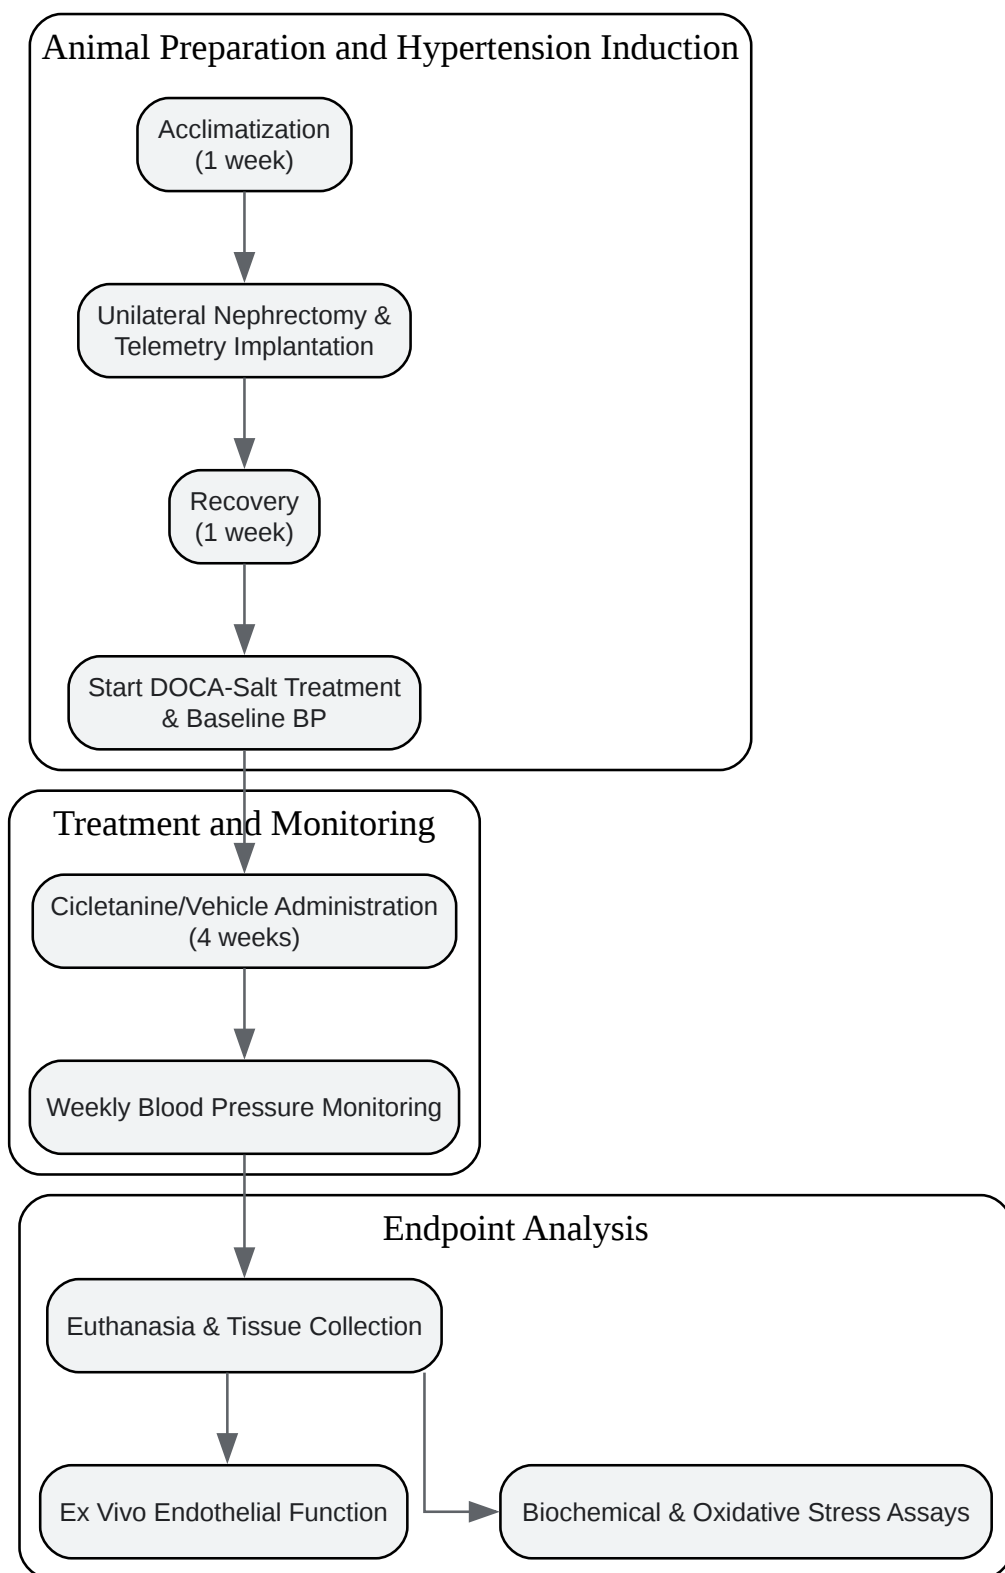 Animal Preparation and Hypertension Induction
Acclimatization
(1 week)
Unilateral Nephrectomy &
Telemetry Implantation
Recovery
(1 week)
Start DOCA-Salt Treatment
& Baseline BP
Treatment and Monitoring
Cicletanine/Vehicle Administration
(4 weeks)
Weekly Blood Pressure Monitoring
Endpoint Analysis
Euthanasia & Tissue Collection
Ex Vivo Endothelial Function
Biochemical & Oxidative Stress Assays